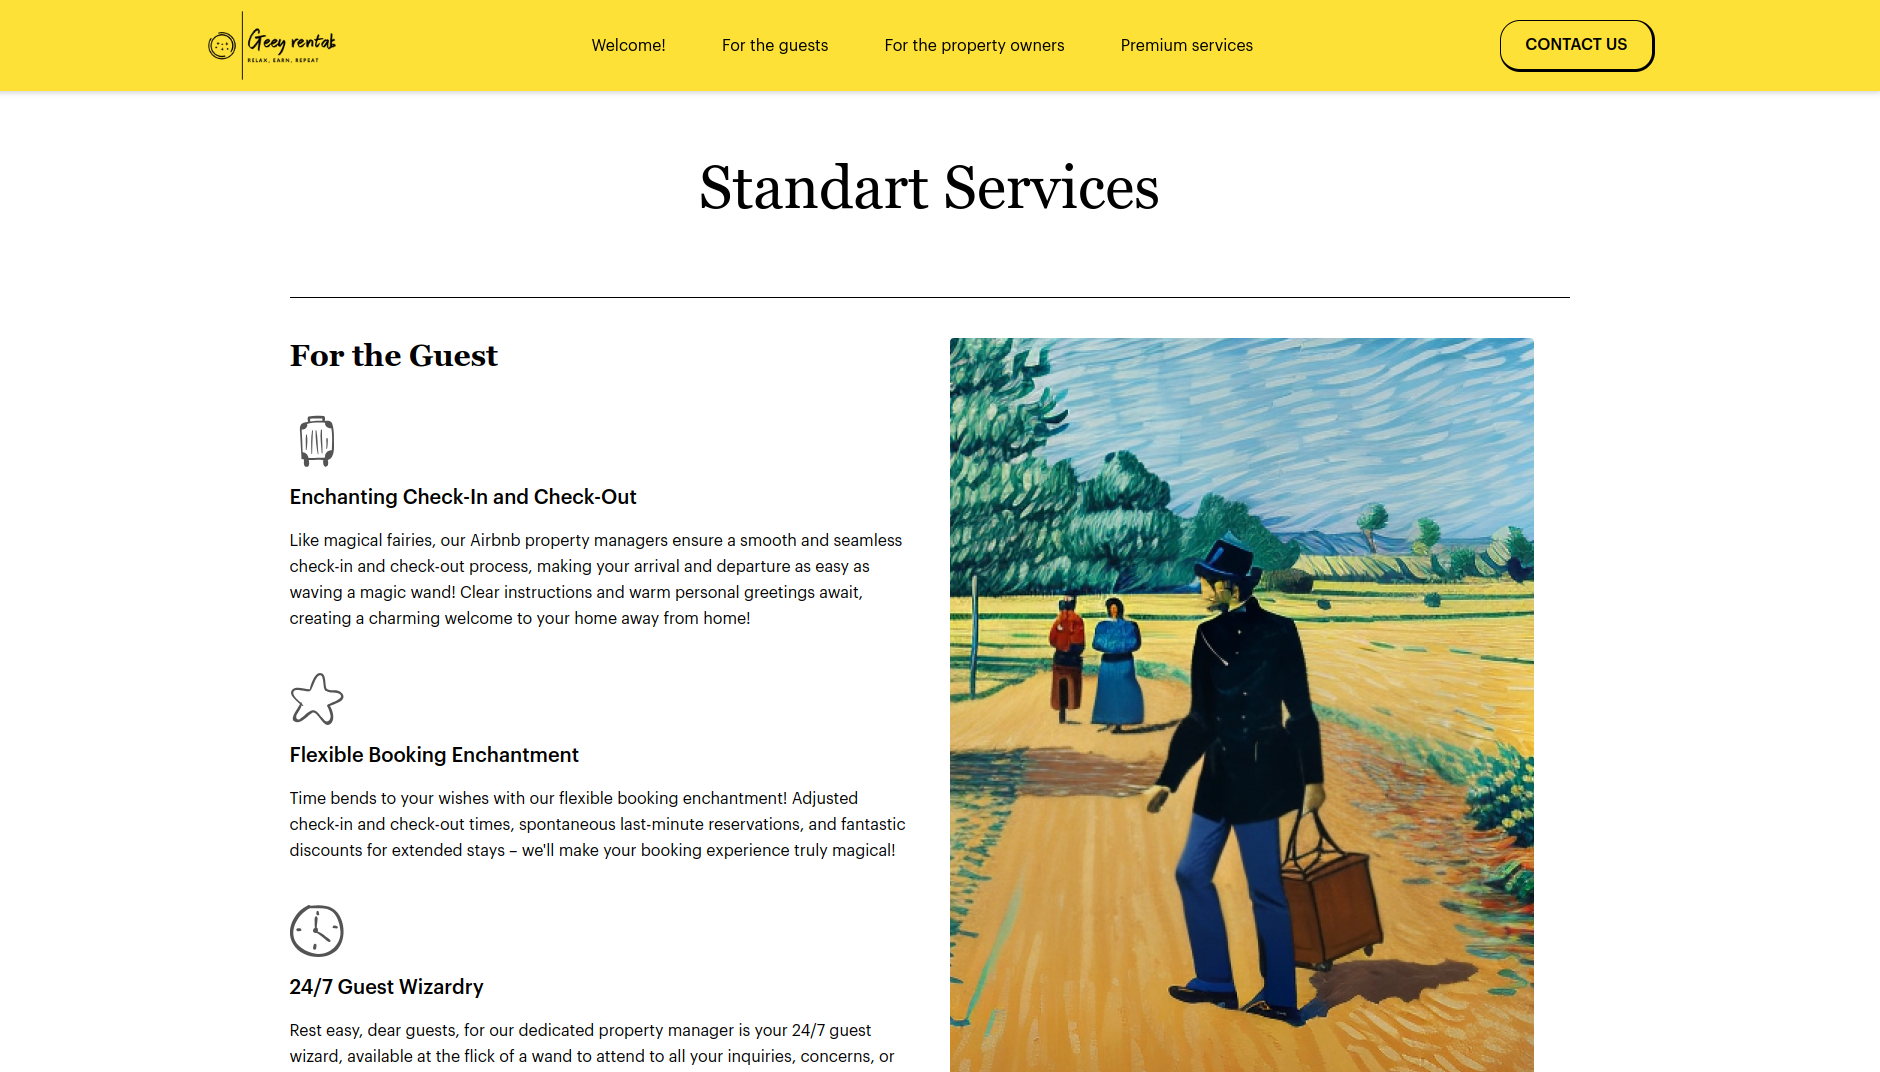 Geey rentals
RELAX, EARN, REPEAT
Welcome!
For the guests
For the property owners
Premium services
CONTACT US
Standart Services
For the Guest
Enchanting Check-In and Check-Out
Like magical fairies, our Airbnb property managers ensure a smooth and seamless
check-in and check-out process, making your arrival and departure as easy as
waving a magic wand! Clear instructions and warm personal greetings await,
creating a charming welcome to your home away from home!
Flexible Booking Enchantment
Time bends to your wishes with our flexible booking enchantment! Adjusted
check-in and check-out times, spontaneous last-minute reservations, and fantastic
discounts for extended stays – we'll make your booking experience truly magical!
24/7 Guest Wizardry
Rest easy, dear guests, for our dedicated property manager is your 24/7 guest
wizard, available at the flick of a wand to attend to all your inquiries, concerns, or